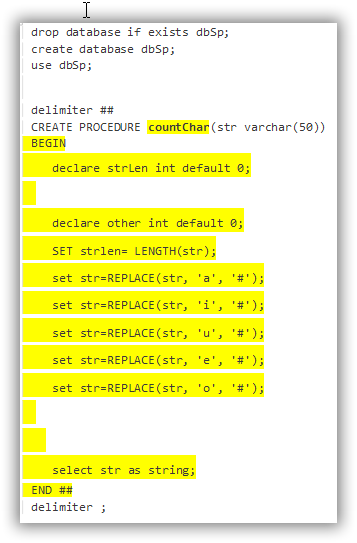 drop database if exists dbSp;
create database dbSp;
use dbSp;
delimiter ##
CREATE PROCEDURE countChar(str varchar(50))
BEGIN
declare strLen int default 0;
declare other int default 0;
SET strlen= LENGTH(str);
set str=REPLACE(str, 'a', '#');
set str=REPLACE(str, 'i', '#');
set str=REPLACE(str, 'u', '#');
set str=REPLACE(str, 'e', '#');
set str=REPLACE(str, 'o', '#');
select str as string;
END ##
delimiter ;